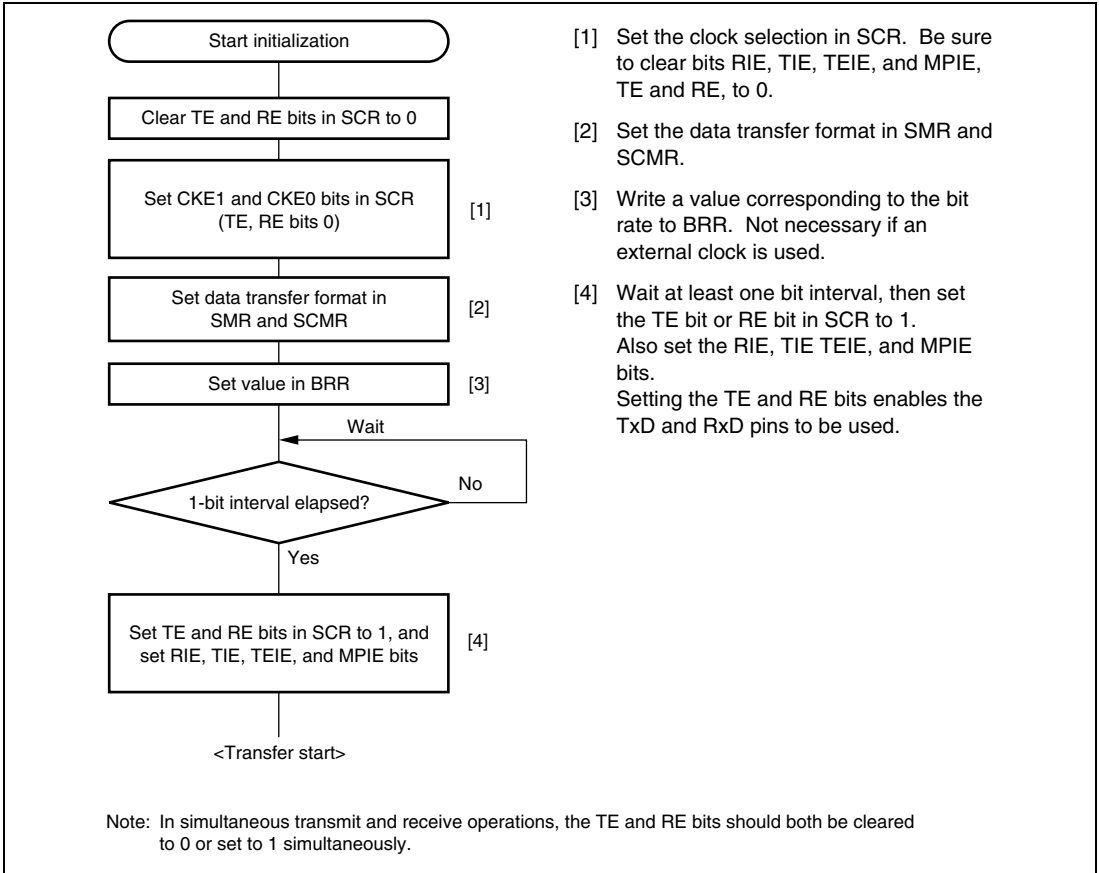 Start initialization
Clear TE and RE bits in SCR to 0
Set CKE1 and CKE0 bits in SCR
(TE, RE bits 0)
[1]
Set data transfer format in
SMR and SCMR
[2]
Set value in BRR
[3]
Wait
No
1-bit interval elapsed?
Yes
Set TE and RE bits in SCR to 1, and
set RIE, TIE, TEIE, and MPIE bits
[4]
<Transfer start>
[1] Set the clock selection in SCR. Be sure
to clear bits RIE, TIE, TEIE, and MPIE,
TE and RE, to 0.
[2] Set the data transfer format in SMR and
SCMR.
[3] Write a value corresponding to the bit
rate to BRR. Not necessary if an
external clock is used.
[4] Wait at least one bit interval, then set
the TE bit or RE bit in SCR to 1.
Also set the RIE, TIE TEIE, and MPIE
bits.
Setting the TE and RE bits enables the
TxD and RxD pins to be used.
Note: In simultaneous transmit and receive operations, the TE and RE bits should both be cleared
to 0 or set to 1 simultaneously.